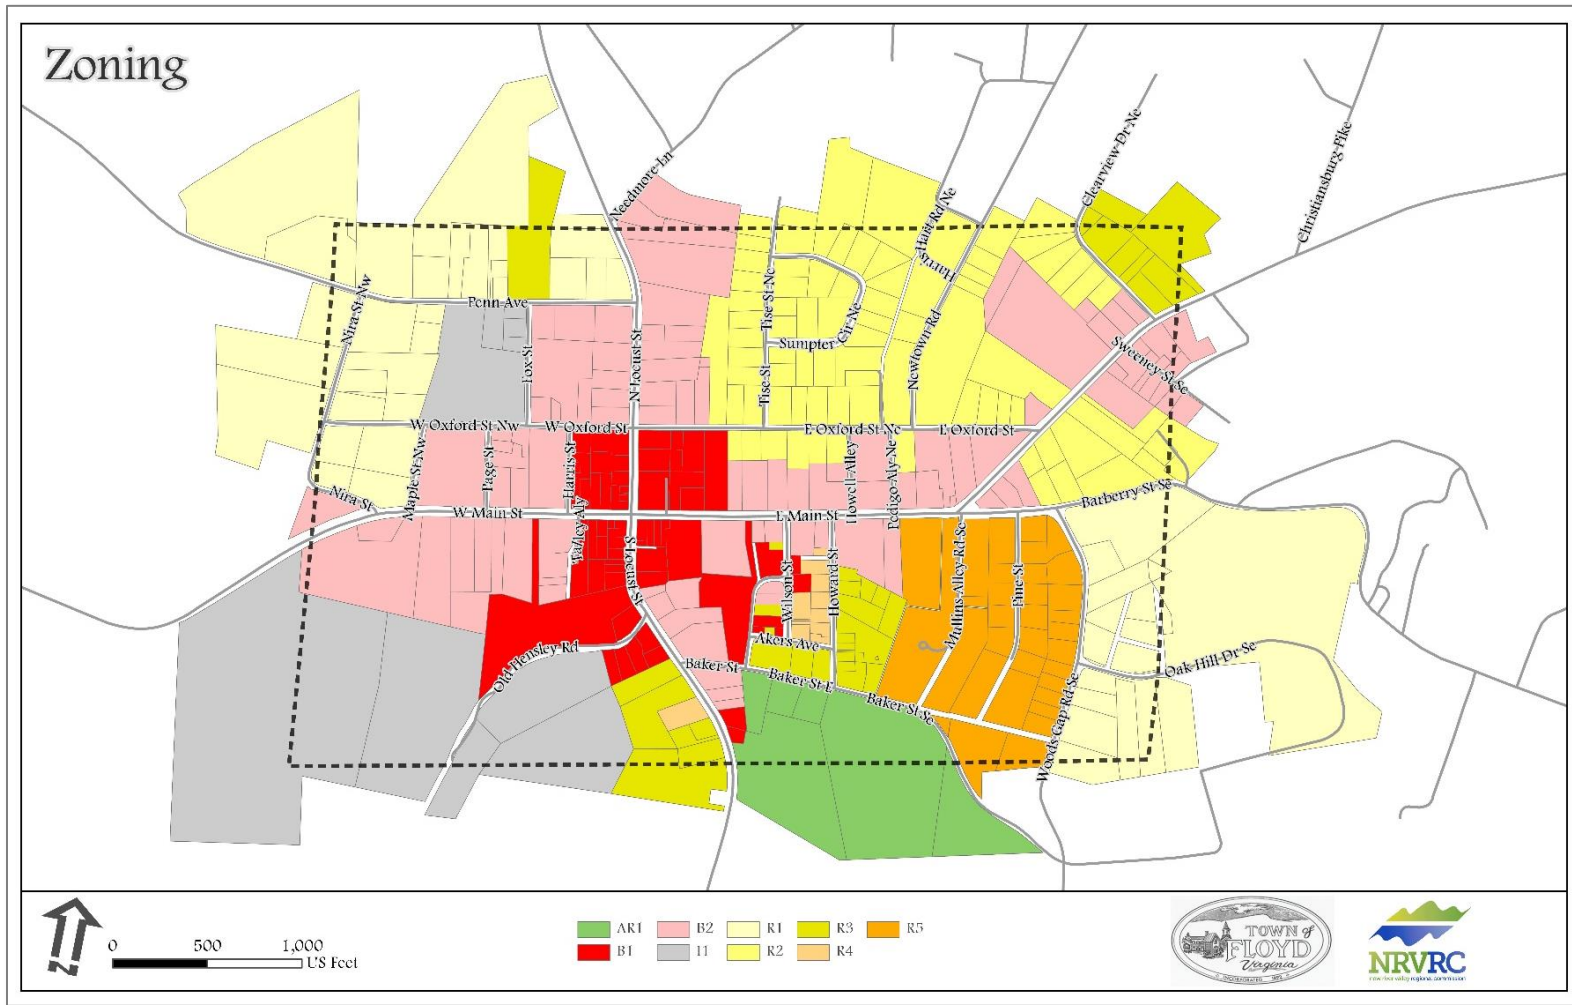 Zoning
Needmore Ln
Clearview Dr Ne
Christiansburg Pike
Hart Rd Ne
Harris
Nira St Nw
Penn Ave
Tise St Ne
Sumpter Cir Ne
Newtown Rd
Fox St
N Locust St
Tise St
Sweeney St Se
W Oxford St Nw
W Oxford St
E Oxford St Ne
E Oxford St
Maple St Nw
Page St
Harris St
Howell Alley
Pedigo Aly Ne
Nira St
W Main St
Talley Aly
E Main St
Barberry St Se
S Locust St
Wilson St
Howard St
Mullins Alley Rd Se
Pine St
Old Hensley Rd
Akers Ave
Baker St
Baker St E
Baker St Se
Woods Gap Rd Se
Oak Hill Dr Se
N
0 500 1,000
US Feet
AR1 B2 R1 R3 R5
B1 I1 R2 R4
TOWN of
FLOYD
Virginia
NRVRC
new river valley regional commission